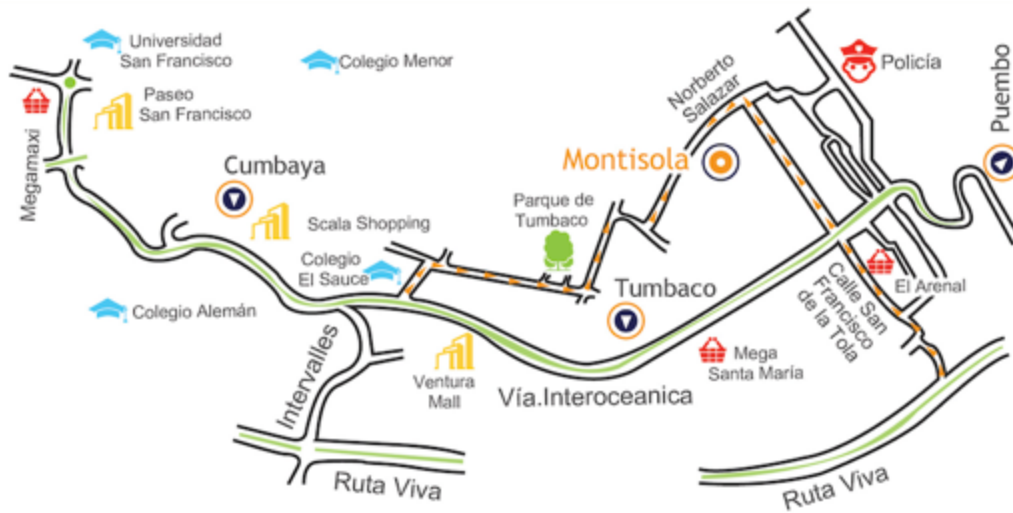 Universidad
San Francisco
Colegio Menor
Policía
Megamaxi
Paseo
San Francisco
Norberto
Salazar
Puembo
Cumbaya
Montisola
Scala Shopping
Parque de
Tumbaco
Colegio
El Sauce
Colegio Alemán
Tumbaco
El Arenal
Calle San
Francisco
de la Tola
Intervalles
Ventura
Mall
Vía.Interoceanica
Mega
Santa María
Ruta Viva
Ruta Viva